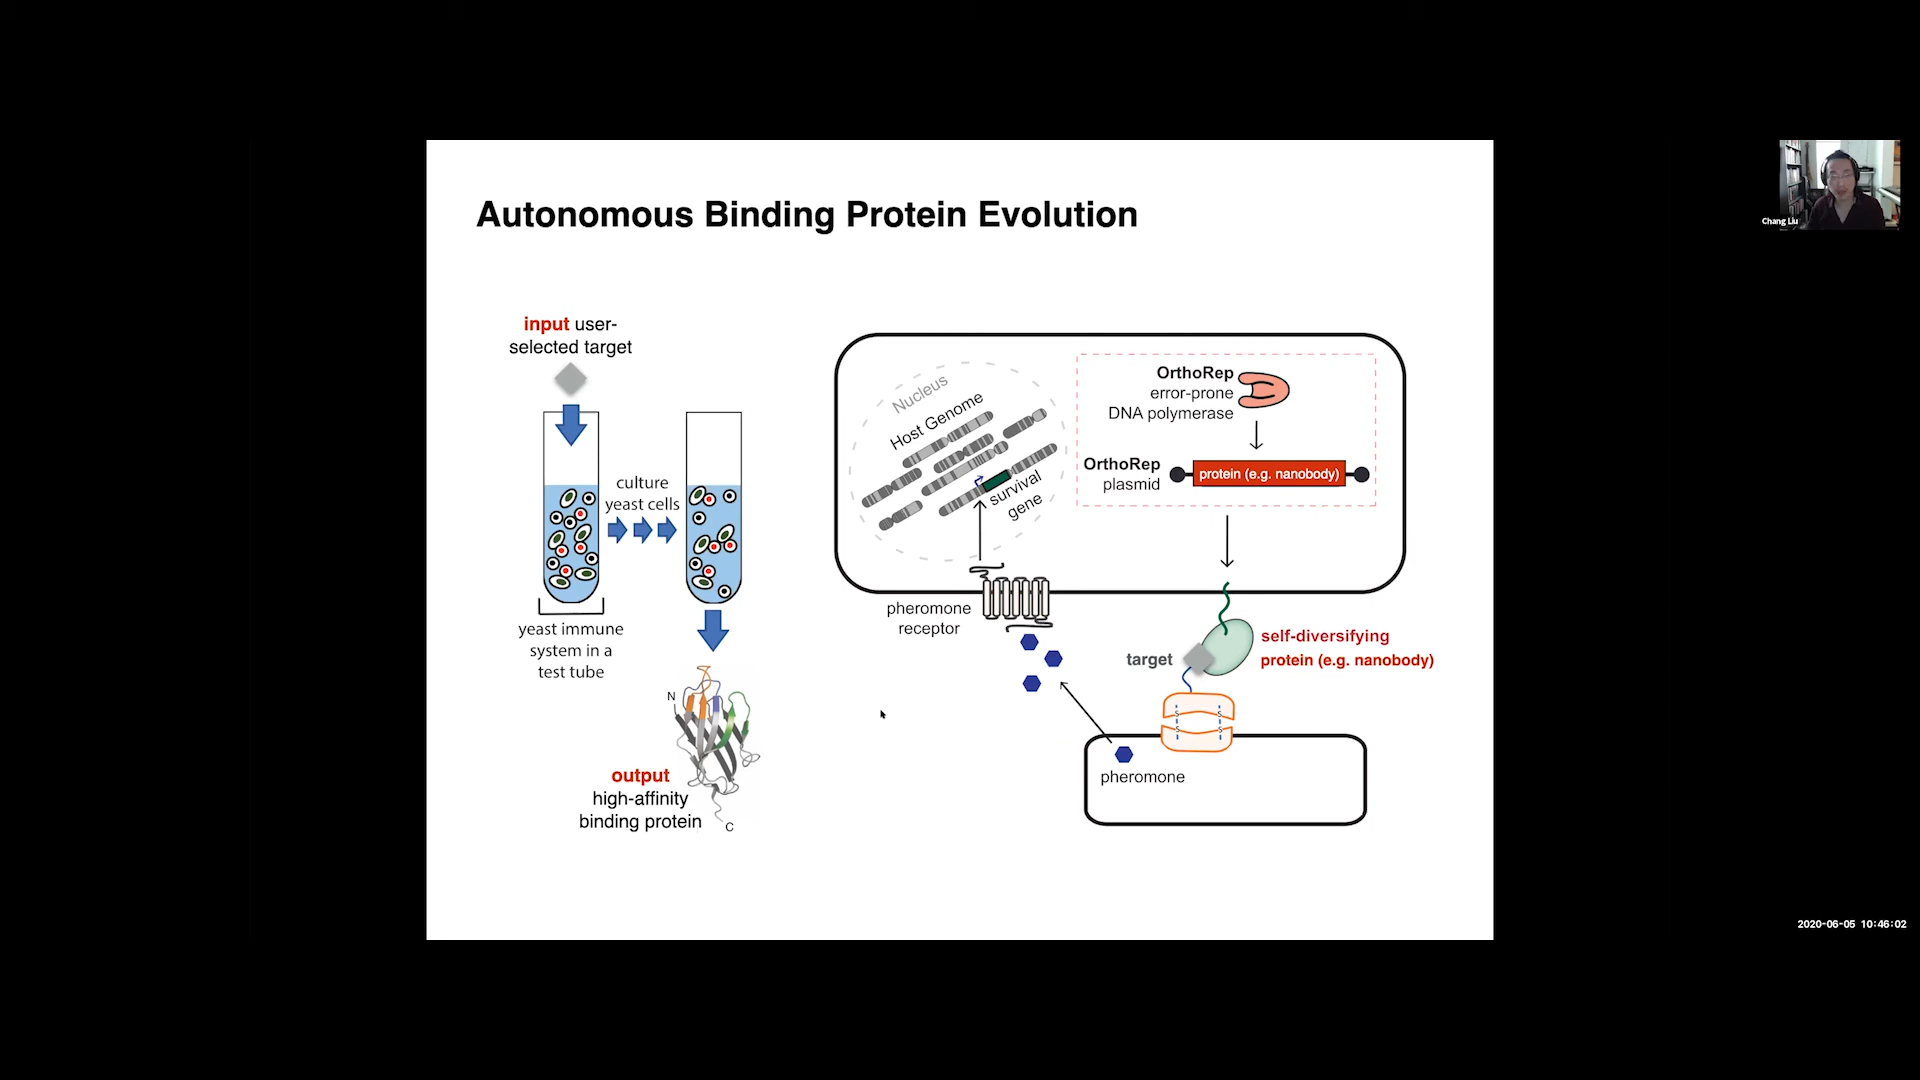 Autonomous Binding Protein Evolution
input user-
selected target
culture
yeast cells
yeast immune
system in a
test tube
N
output
high-affinity
binding protein
C
Nucleus
Host Genome
survival
gene
OrthoRep
error-prone
DNA polymerase
OrthoRep
plasmid
protein (e.g. nanobody)
pheromone
receptor
target
self-diversifying
protein (e.g. nanobody)
S S
S S
pheromone
Chang Liu
2020-06-05 10:46:02